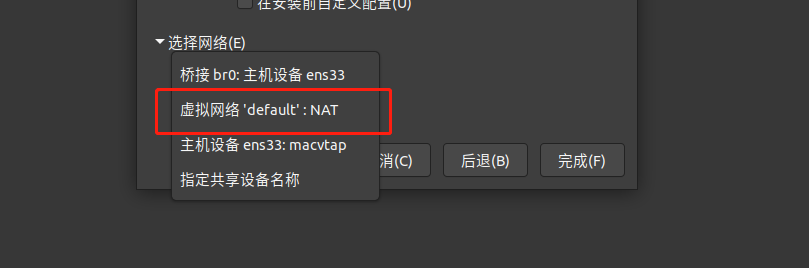 在安装前自定义配置(U)
选择网络(E)
桥接 br0: 主机设备 ens33
虚拟网络 'default' : NAT
主机设备 ens33: macvtap
指定共享设备名称
消(C)
后退(B)
完成(F)